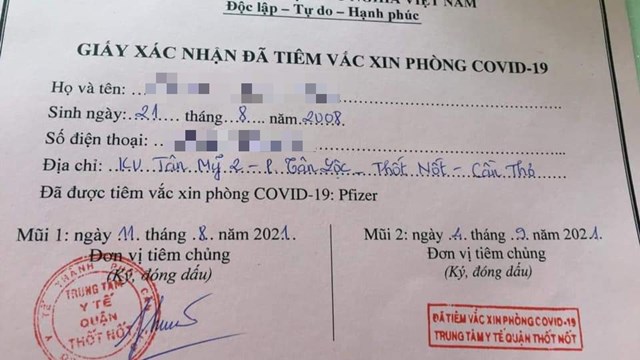 NGHĨA VIỆT NAM
Độc lập – Tự do – Hạnh phúc
GIẤY XÁC NHẬN ĐÃ TIÊM VẮC XIN PHÒNG COVID-19
Họ và tên:
Sinh ngày: 21 tháng 8 năm 2008
Số điện thoại:
Địa chỉ: KV Tân Mỹ 2 – P. Tân Lộc – Thốt Nốt – Cần Thơ
Đã được tiêm vắc xin phòng COVID-19: Pfizer
Mũi 1: ngày 11 tháng 8 năm 2021 Mũi 2: ngày 4 tháng 9 năm 2021
Đơn vị tiêm chủng Đơn vị tiêm chủng
(Ký, đóng dấu) (Ký, đóng dấu)
TRUNG TÂM
Y TẾ
QUẬN
THỐT NỐT
ĐÃ TIÊM VẮC XIN PHÒNG COVID-19
TRUNG TÂM Y TẾ QUẬN THỐT NỐT